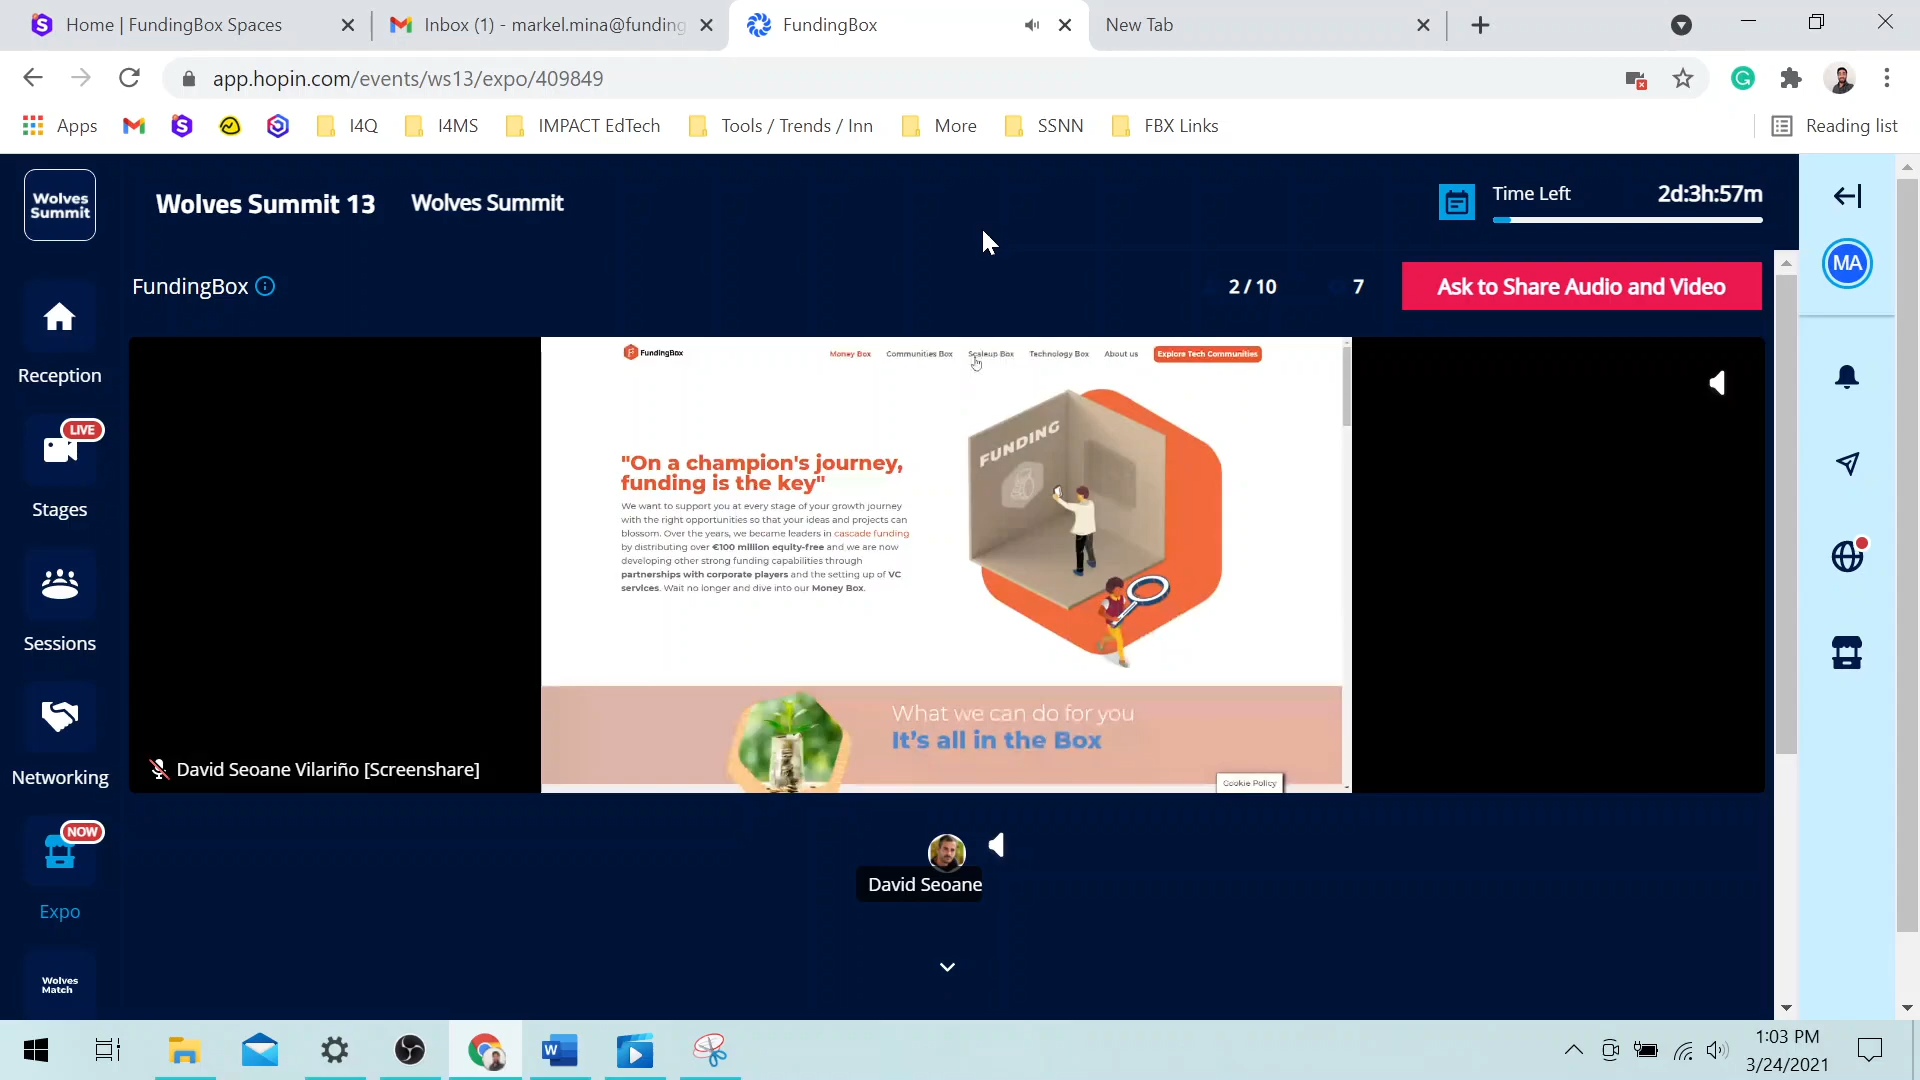 Home | FundingBox Spaces
Inbox (1) - markel.mina@funding
FundingBox
New Tab
app.hopin.com/events/ws13/expo/409849
Apps
I4Q
I4MS
IMPACT EdTech
Tools / Trends / Inn
More
SSNN
FBX Links
Reading list
Wolves Summit
Wolves Summit 13
Wolves Summit
Time Left
2d:3h:57m
MA
FundingBox
2 / 10
7
Ask to Share Audio and Video
Reception
LIVE
Stages
Sessions
Networking
NOW
Expo
Wolves
Match
FundingBox
Money Box
Communities Box
Scaleup Box
Technology Box
About us
Explore Tech Communities
FUNDING
"On a champion's journey,
funding is the key"
We want to support you at every stage of your growth journey
with the right opportunities so that your ideas and projects can
blossom. Over the years, we became leaders in cascade funding
by distributing over €100 million equity-free and we are now
developing other strong funding capabilities through
partnerships with corporate players and the setting up of VC
services. Wait no longer and dive into our Money Box.
What we can do for you
It's all in the Box
Cookie Policy
David Seoane Vilariño [Screenshare]
David Seoane
1:03 PM
3/24/2021